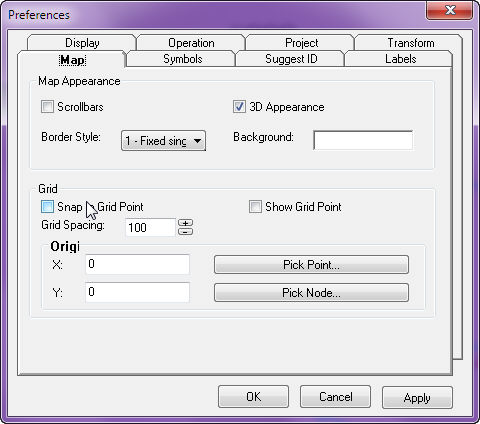 Preferences
Display Operation Project Transform
Map Symbols Suggest ID Labels
Map Appearance
Scrollbars 3D Appearance
Border Style: 1 - Fixed sing Background:
Grid
Snap Grid Point Show Grid Point
Grid Spacing: 100
Origi
X: 0 Pick Point...
Y: 0 Pick Node...
OK Cancel Apply